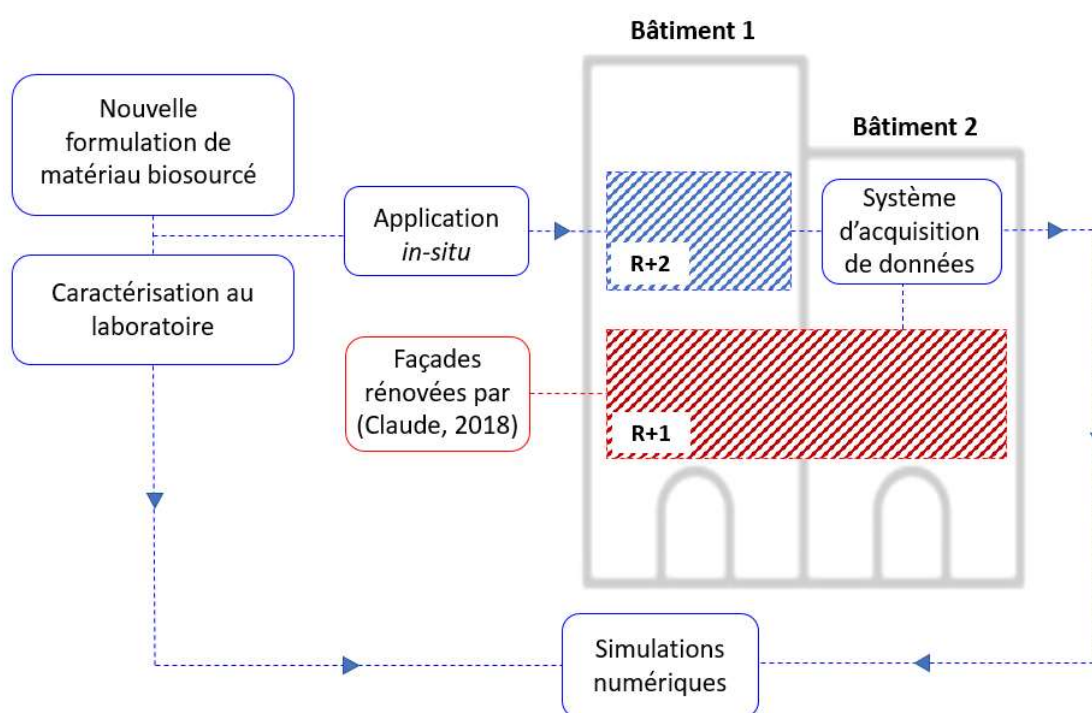 Bâtiment 1
Nouvelle
formulation de
matériau biosourcé
Bâtiment 2
Application
in-situ
Système
d'acquisition
de données
R+2
Caractérisation au
laboratoire
Façades
rénovées par
(Claude, 2018)
R+1
Simulations
numériques